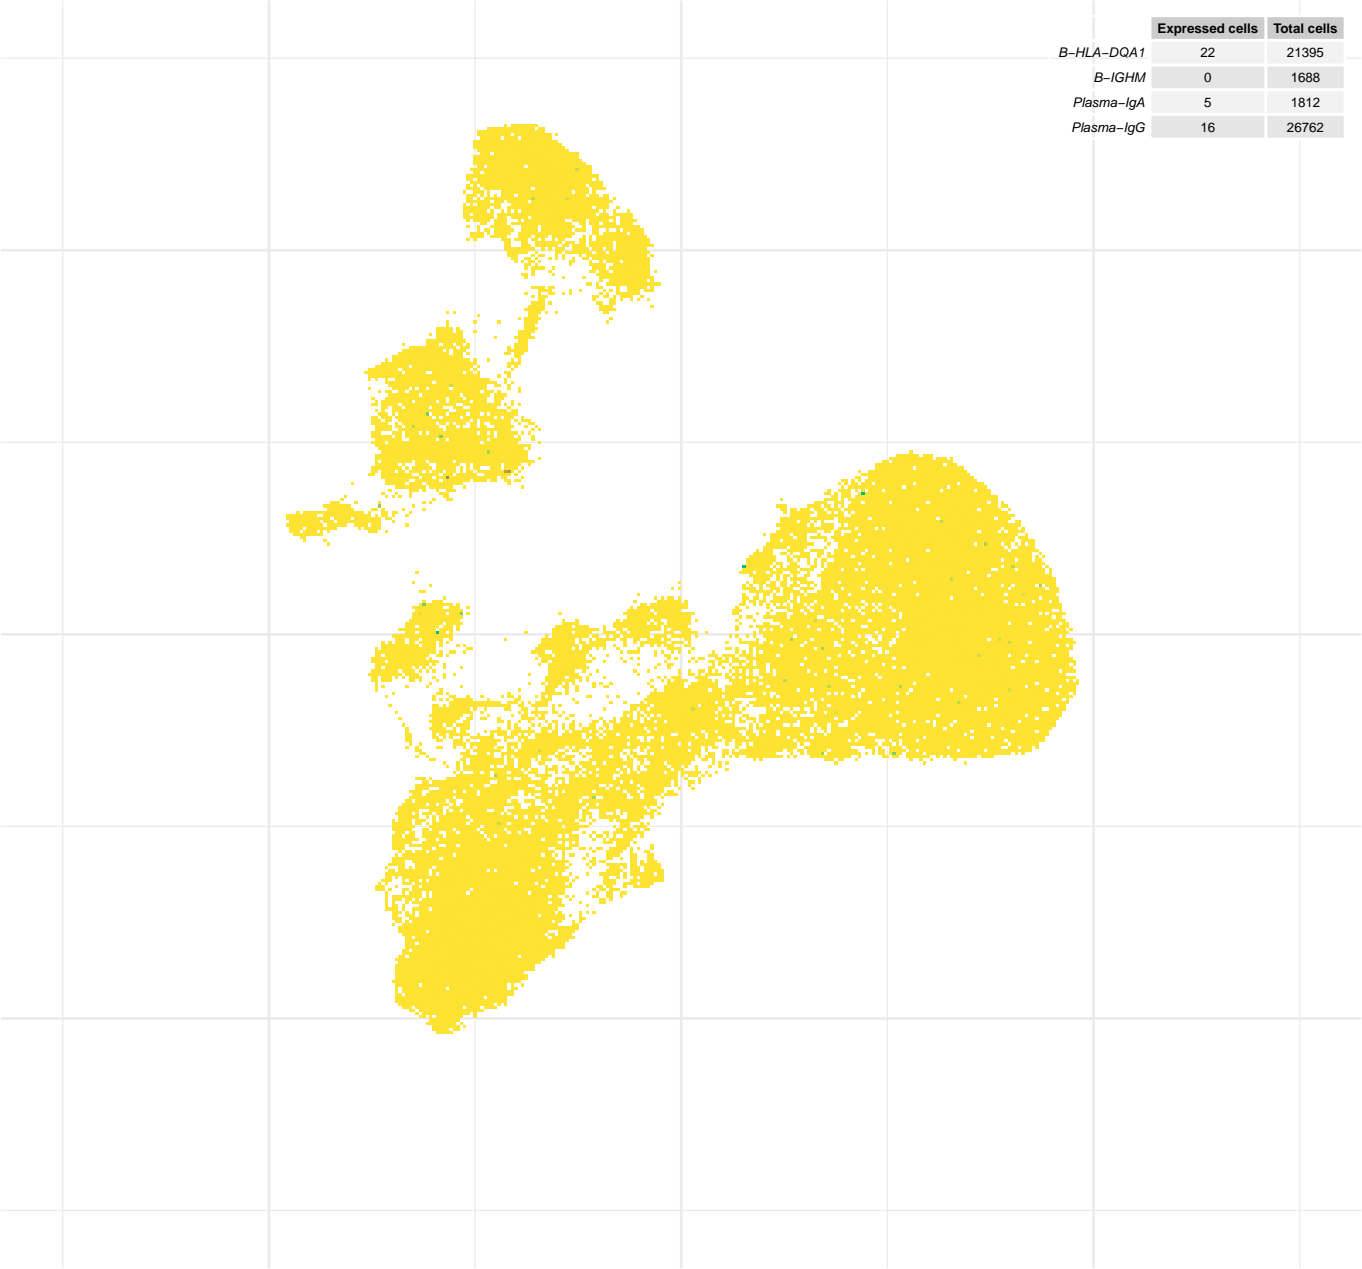 Expressed cells Total cells
B−HLA−DQA1 22 21395
B−IGHM 0 1688
Plasma−IgA 5 1812
Plasma−IgG 16 26762